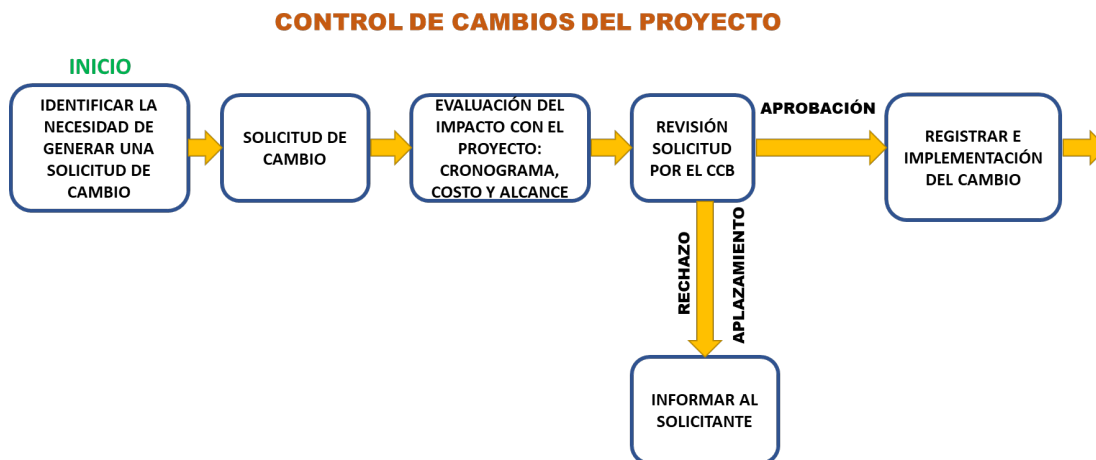 CONTROL DE CAMBIOS DEL PROYECTO
INICIO
IDENTIFICAR LA
NECESIDAD DE
GENERAR UNA
SOLICITUD DE
CAMBIO
SOLICITUD DE
CAMBIO
EVALUACIÓN DEL
IMPACTO CON EL
PROYECTO:
CRONOGRAMA,
COSTO Y ALCANCE
REVISIÓN
SOLICITUD
POR EL CCB
APROBACIÓN
REGISTRAR E
IMPLEMENTACIÓN
DEL CAMBIO
RECHAZO
APLAZAMIENTO
INFORMAR AL
SOLICITANTE